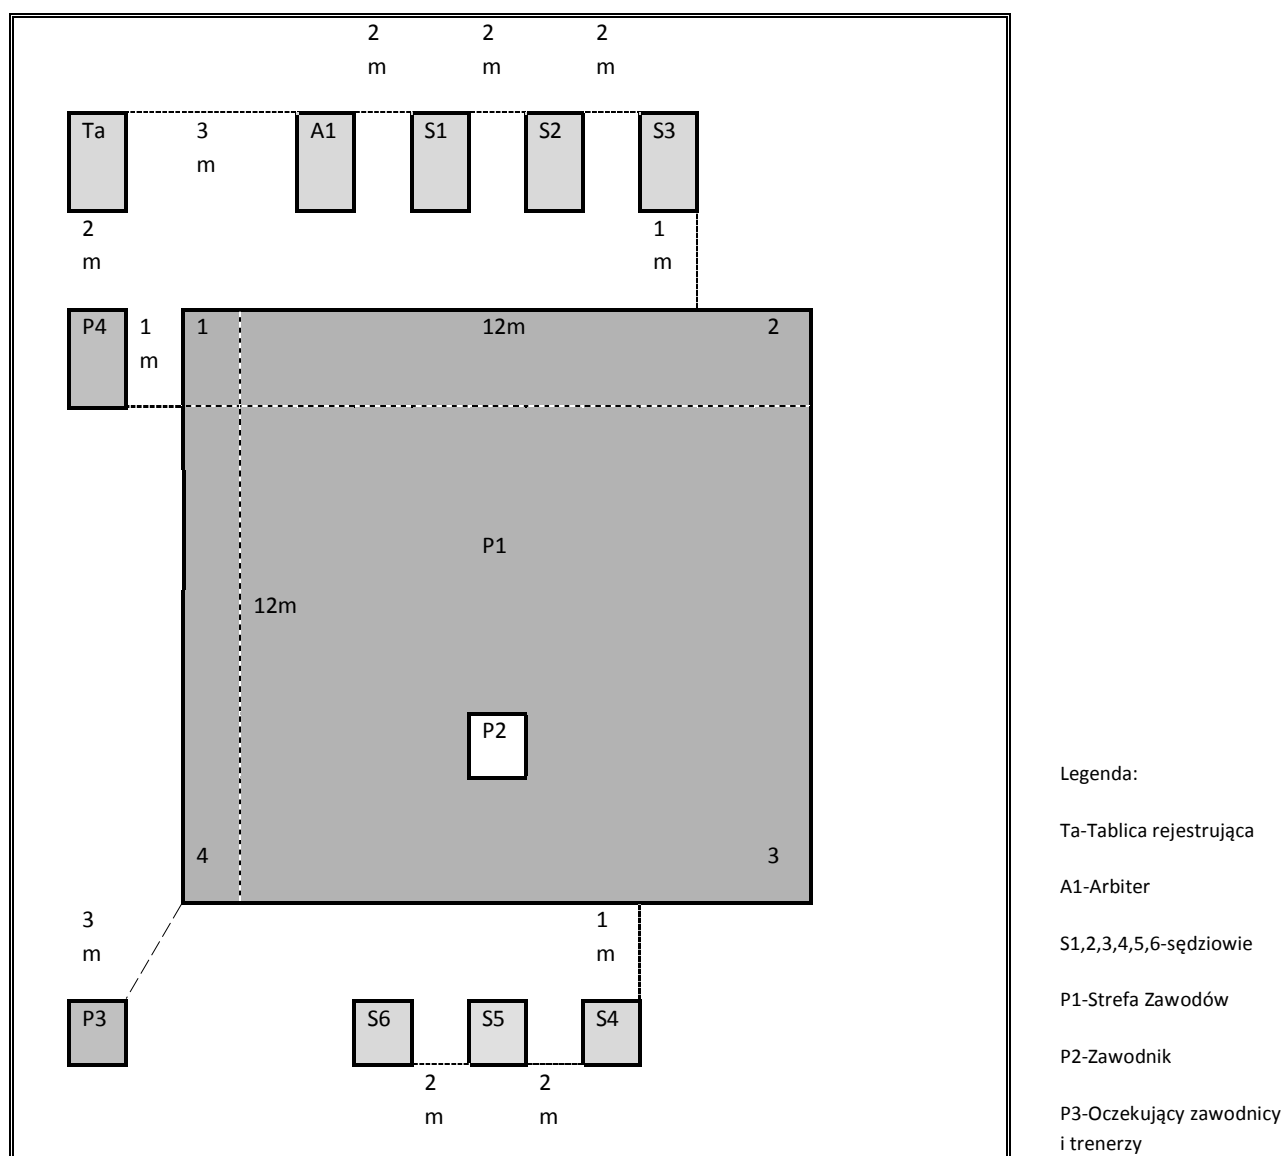 2 2 2
m m m
Ta 3 A1 S1 S2 S3
m
2 1
m m
P4 1 1 12m 2
m
P1
12m
P2
Legenda:
Ta-Tablica rejestrująca
4 3
A1-Arbiter
3 1
m m
S1,2,3,4,5,6-sędziowie
P1-Strefa Zawodów
P3 S6 S5 S4
P2-Zawodnik
2 2
m m
P3-Oczekujący zawodnicy
i trenerzy